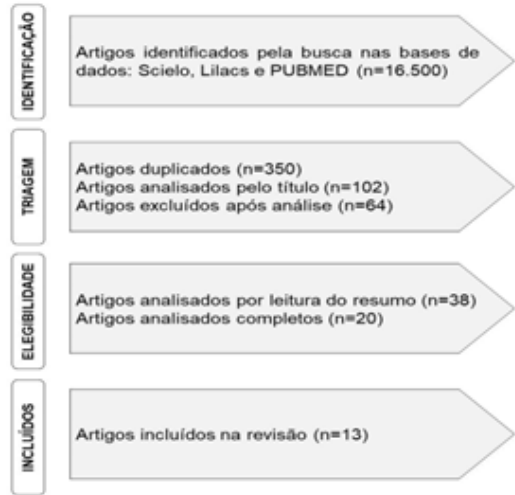 IDENTIFICAÇÃO
Artigos identificados pela busca nas bases de
dados: Scielo, Lilacs e PUBMED (n=16.500)
TRIAGEM
Artigos duplicados (n=350)
Artigos analisados pelo título (n=102)
Artigos excluídos após análise (n=64)
ELEGIBILIDADE
Artigos analisados por leitura do resumo (n=38)
Artigos analisados completos (n=20)
INCLUÍDOS
Artigos incluídos na revisão (n=13)